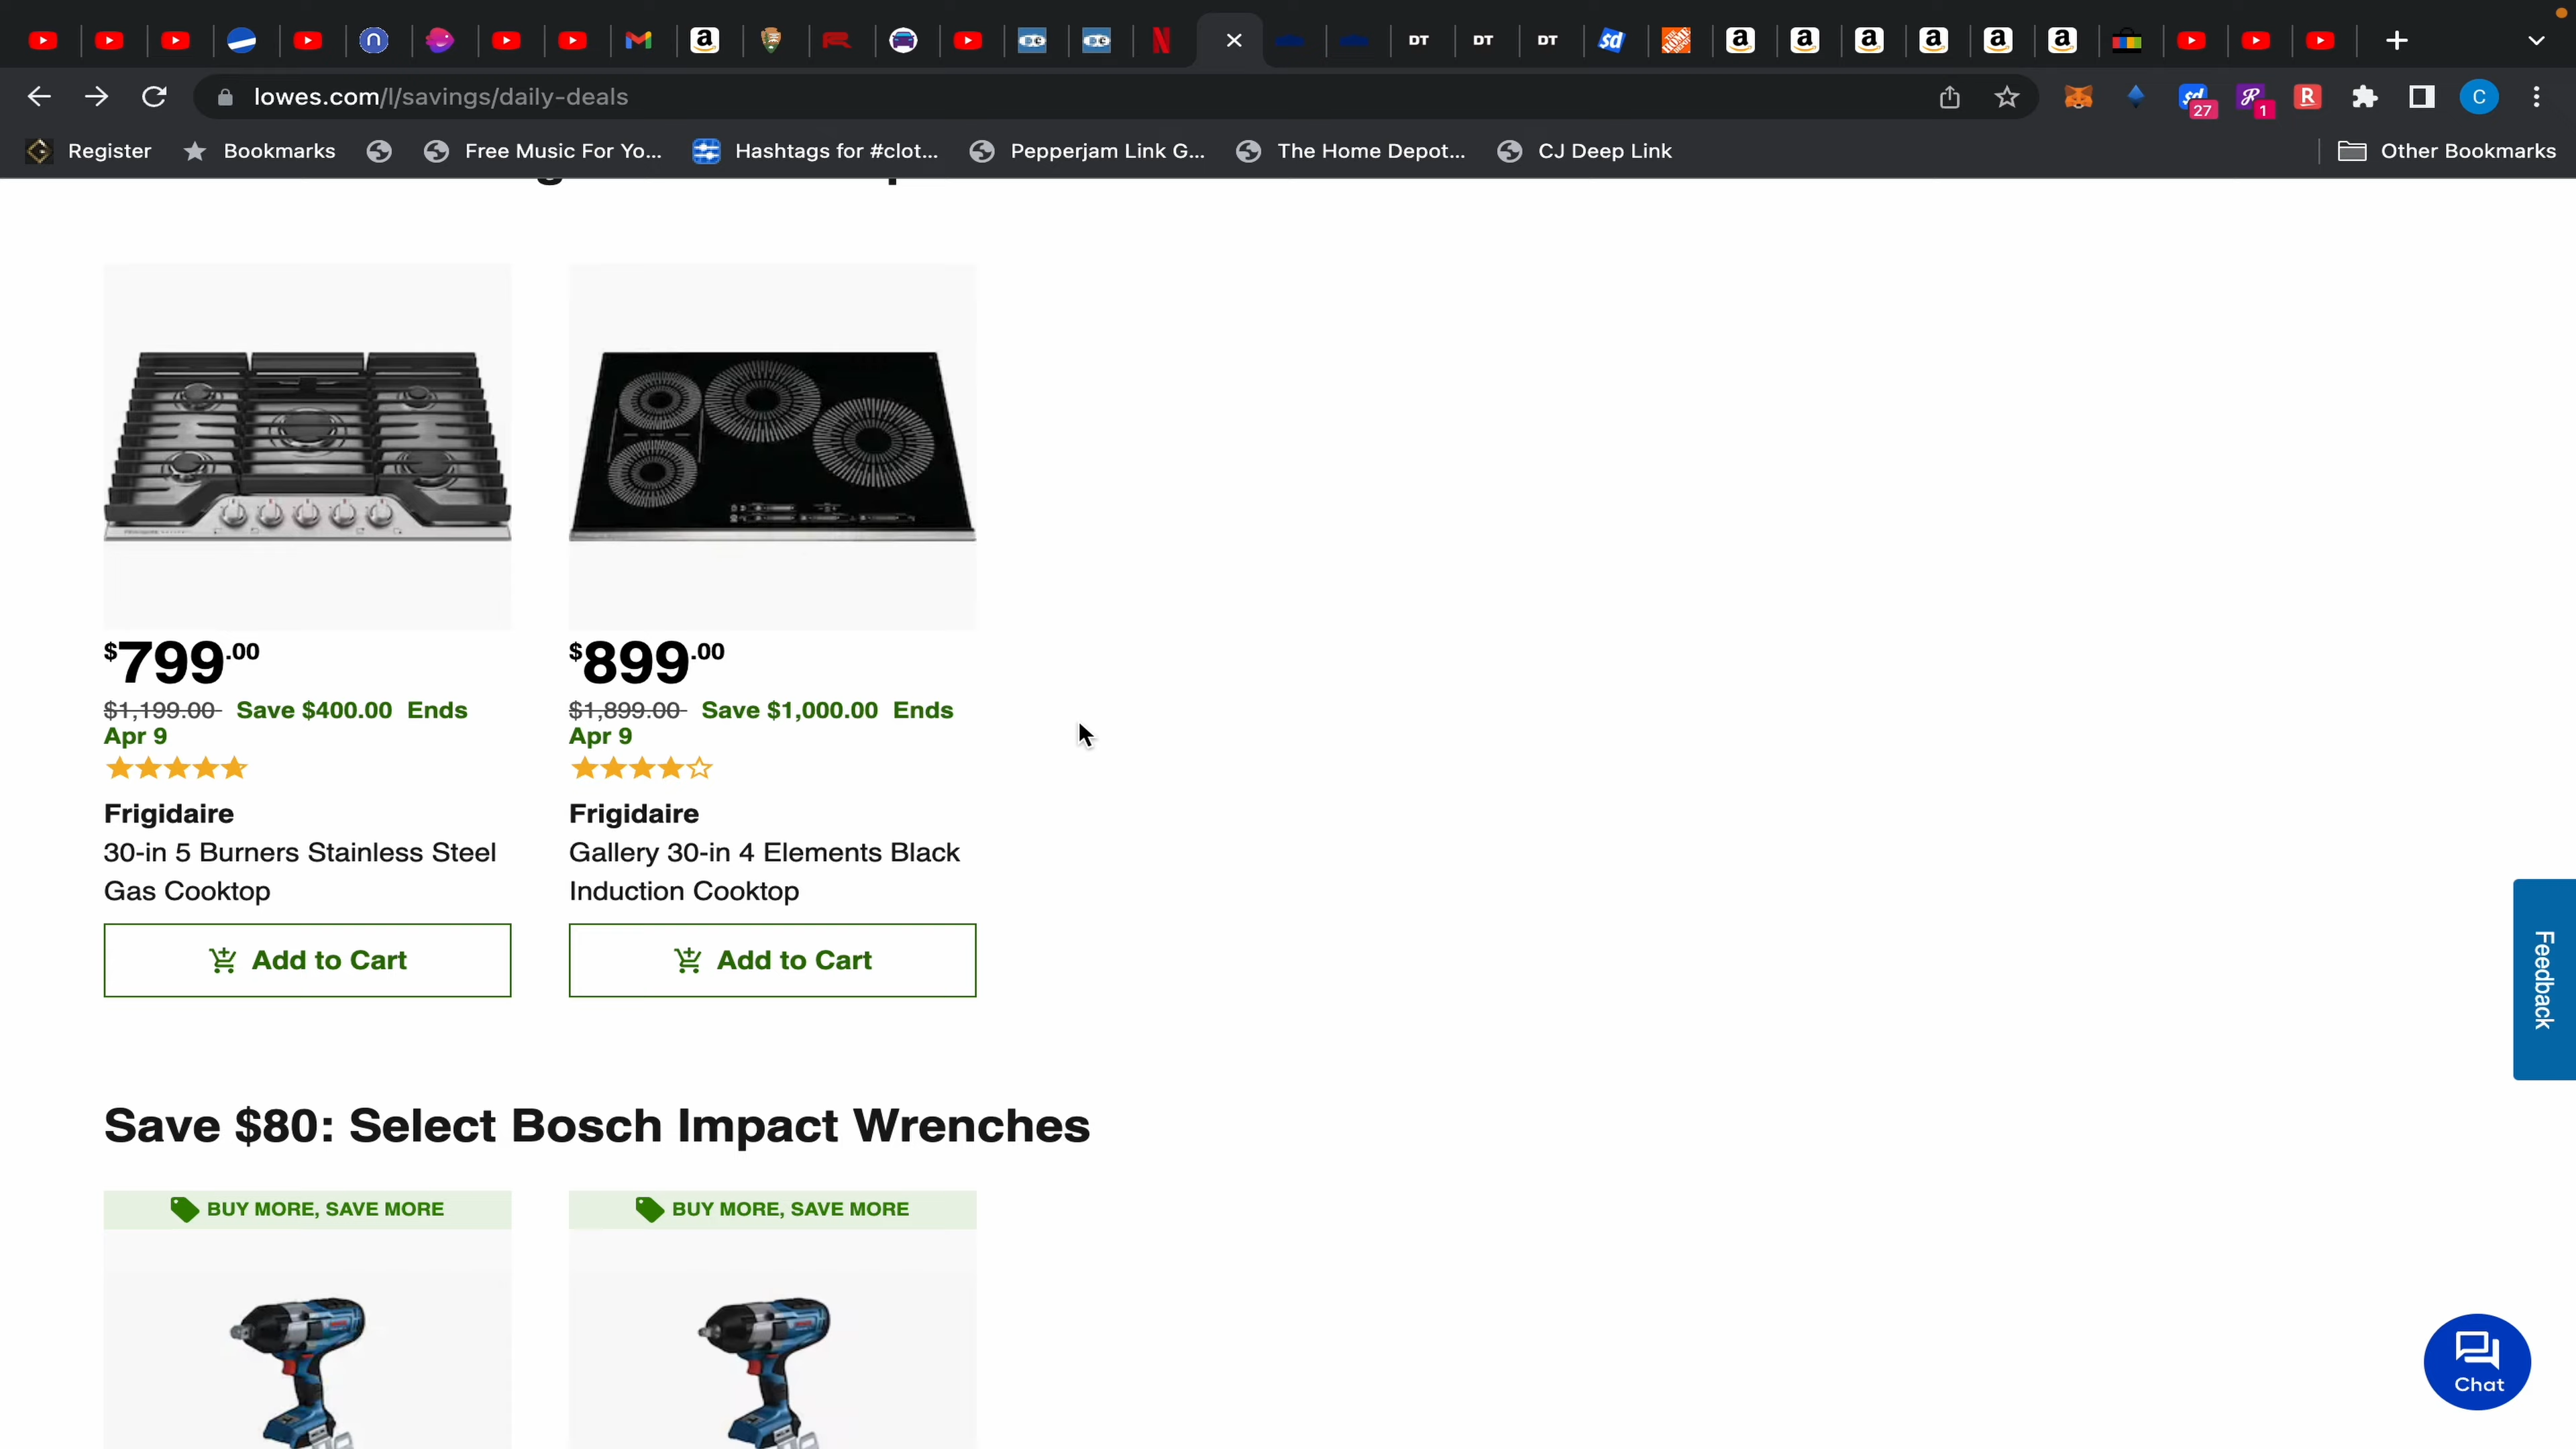 DT DT DT
lowes.com/l/savings/daily-deals
27 1 C
Register Bookmarks Free Music For Yo... Hashtags for #clot... Pepperjam Link G... The Home Depot... CJ Deep Link Other Bookmarks
$799.00 $899.00
$1,199.00 Save $400.00 Ends
Apr 9
$1,899.00 Save $1,000.00 Ends
Apr 9
Frigidaire
30-in 5 Burners Stainless Steel
Gas Cooktop
Frigidaire
Gallery 30-in 4 Elements Black
Induction Cooktop
Add to Cart Add to Cart
Feedback
Save $80: Select Bosch Impact Wrenches
BUY MORE, SAVE MORE BUY MORE, SAVE MORE
Chat